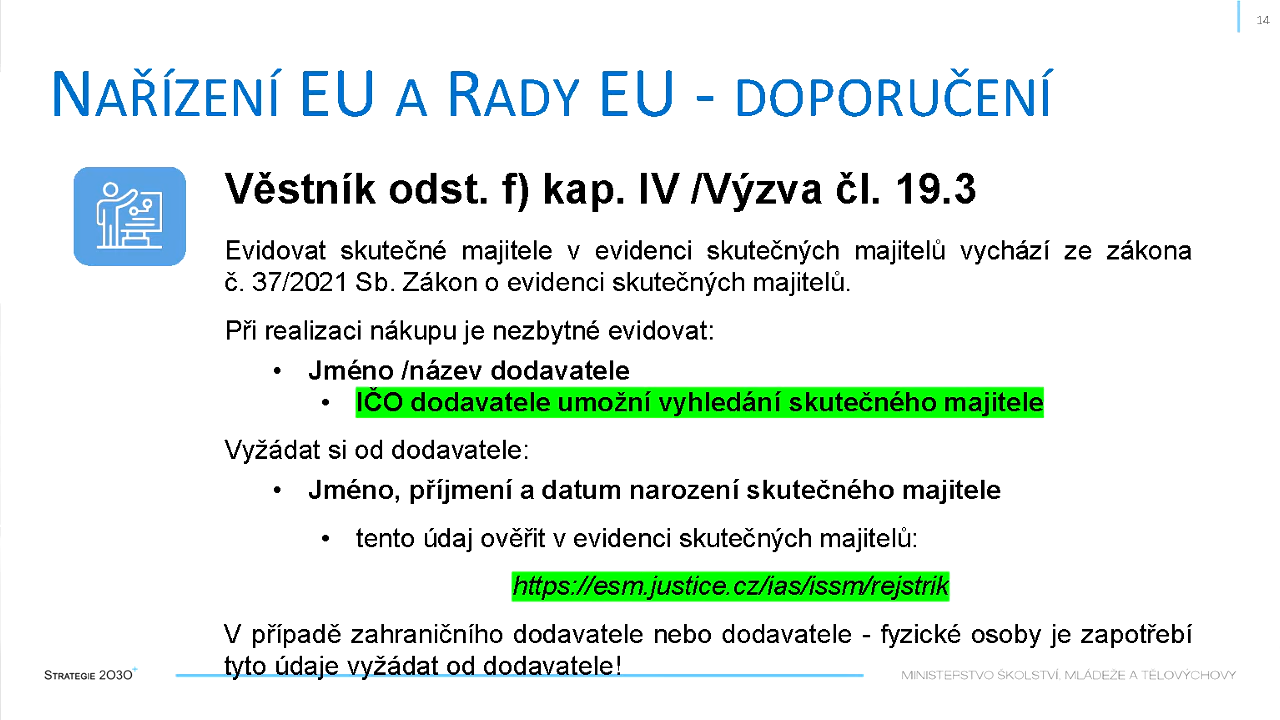 14
NAŘÍZENÍ EU A RADY EU - DOPORUČENÍ
Věstník odst. f) kap. IV /Výzva čl. 19.3
Evidovat skutečné majitele v evidenci skutečných majitelů vychází ze zákona
č. 37/2021 Sb. Zákon o evidenci skutečných majitelů.
Při realizaci nákupu je nezbytné evidovat:
• Jméno /název dodavatele
• IČO dodavatele umožní vyhledání skutečného majitele
Vyžádat si od dodavatele:
• Jméno, příjmení a datum narození skutečného majitele
• tento údaj ověřit v evidenci skutečných majitelů:
https://esm.justice.cz/ias/issm/rejstrik
V případě zahraničního dodavatele nebo dodavatele - fyzické osoby je zapotřebí
tyto údaje vyžádat od dodavatele!
STRATEGIE 2030+
MINISTERSTVO ŠKOLSTVÍ, MLÁDEŽE A TĚLOVÝCHOVY